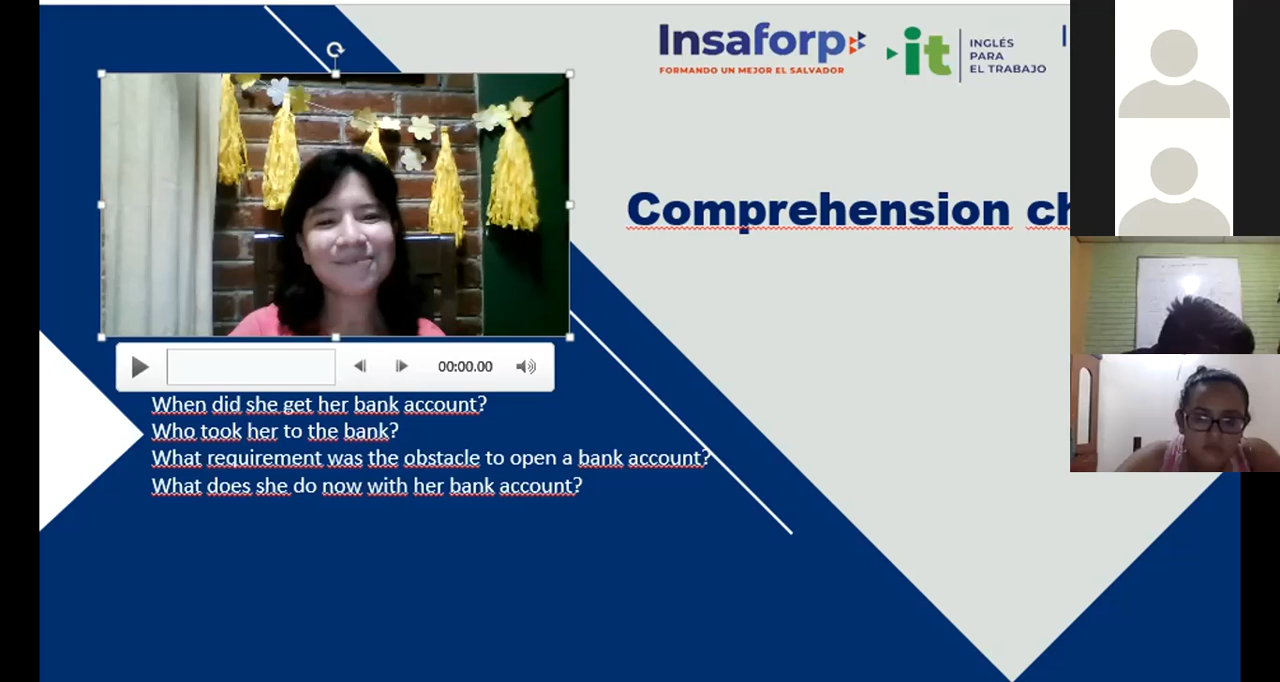 Insaforp
FORMANDO UN MEJOR EL SALVADOR
it
INGLÉS
PARA
EL TRABAJO
Comprehension ch
00:00.00
When did she get her bank account?
Who took her to the bank?
What requirement was the obstacle to open a bank account?
What does she do now with her bank account?